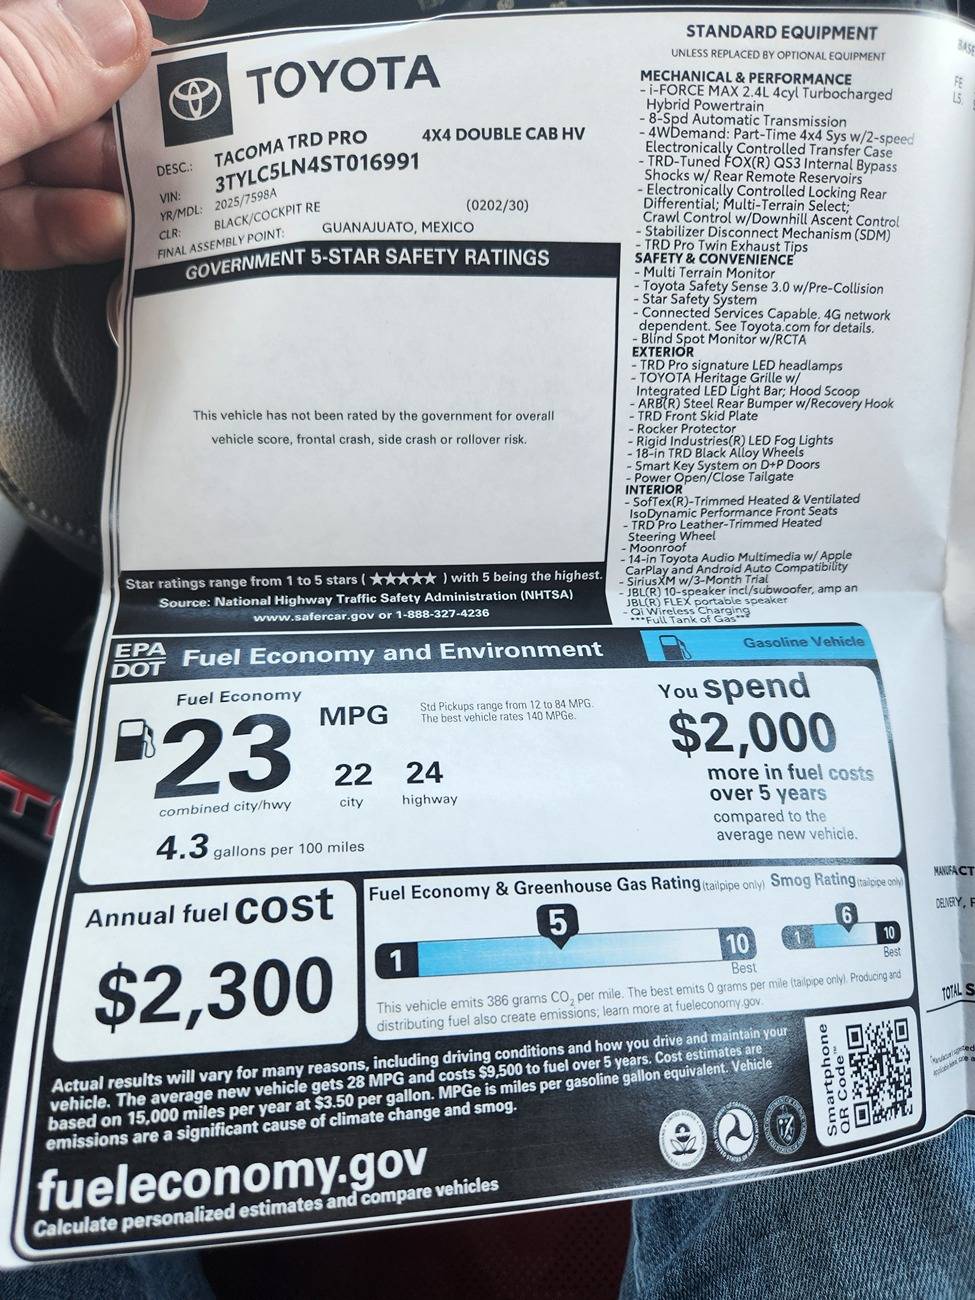 TOYOTA
DESC.: TACOMA TRD PRO 4X4 DOUBLE CAB HV
VIN: 3TYLC5LN4ST016991
YR/MDL: 2025/7598A
CLR: BLACK/COCKPIT RE (0202/30)
FINAL ASSEMBLY POINT: GUANAJUATO, MEXICO
GOVERNMENT 5-STAR SAFETY RATINGS
This vehicle has not been rated by the government for overall
vehicle score, frontal crash, side crash or rollover risk.
Star ratings range from 1 to 5 stars (★★★★★) with 5 being the highest.
Source: National Highway Traffic Safety Administration (NHTSA)
www.safercar.gov or 1-888-327-4236
STANDARD EQUIPMENT
UNLESS REPLACED BY OPTIONAL EQUIPMENT
MECHANICAL & PERFORMANCE
- i-FORCE MAX 2.4L 4cyl Turbocharged
Hybrid Powertrain
- 8-Spd Automatic Transmission
- 4WDemand: Part-Time 4x4 Sys w/2-speed
Electronically Controlled Transfer Case
- TRD-Tuned FOX(R) QS3 Internal Bypass
Shocks w/ Rear Remote Reservoirs
- Electronically Controlled Locking Rear
Differential; Multi-Terrain Select;
Crawl Control w/Downhill Ascent Control
- Stabilizer Disconnect Mechanism (SDM)
- TRD Pro Twin Exhaust Tips
SAFETY & CONVENIENCE
- Multi Terrain Monitor
- Toyota Safety Sense 3.0 w/Pre-Collision
- Star Safety System
- Connected Services Capable. 4G network
dependent. See Toyota.com for details.
- Blind Spot Monitor w/RCTA
EXTERIOR
- TRD Pro signature LED headlamps
- TOYOTA Heritage Grille w/
Integrated LED Light Bar; Hood Scoop
- ARB(R) Steel Rear Bumper w/Recovery Hook
- TRD Front Skid Plate
- Rocker Protector
- Rigid Industries(R) LED Fog Lights
- 18-in TRD Black Alloy Wheels
- Smart Key System on D+P Doors
- Power Open/Close Tailgate
INTERIOR
- SofTex(R)-Trimmed Heated & Ventilated
IsoDynamic Performance Front Seats
- TRD Pro Leather-Trimmed Heated
Steering Wheel
- Moonroof
- 14-in Toyota Audio Multimedia w/ Apple
CarPlay and Android Auto Compatibility
- SiriusXM w/3-Month Trial
- JBL(R) 10-speaker incl/subwoofer, amp an
JBL(R) FLEX portable speaker
- Qi Wireless Charging
***Full Tank of Gas***
EPA
DOT
Fuel Economy and Environment
Gasoline Vehicle
Fuel Economy
23 MPG
combined city/hwy
22 city
24 highway
4.3 gallons per 100 miles
Std Pickups range from 12 to 84 MPG.
The best vehicle rates 140 MPGe.
You spend
$2,000
more in fuel costs
over 5 years
compared to the
average new vehicle.
Annual fuel cost
$2,300
Fuel Economy & Greenhouse Gas Rating (tailpipe only)
1 5 10
Best
Smog Rating (tailpipe only)
1 6 10
Best
This vehicle emits 386 grams CO2 per mile. The best emits 0 grams per mile (tailpipe only). Producing and
distributing fuel also create emissions; learn more at fueleconomy.gov.
Actual results will vary for many reasons, including driving conditions and how you drive and maintain your
vehicle. The average new vehicle gets 28 MPG and costs $9,500 to fuel over 5 years. Cost estimates are
based on 15,000 miles per year at $3.50 per gallon. MPGe is miles per gasoline gallon equivalent. Vehicle
emissions are a significant cause of climate change and smog.
fueleconomy.gov
Calculate personalized estimates and compare vehicles
Smartphone
QR Code™
BASE
FE
L5.
MANUFACT
DELIVERY,
TOTAL S